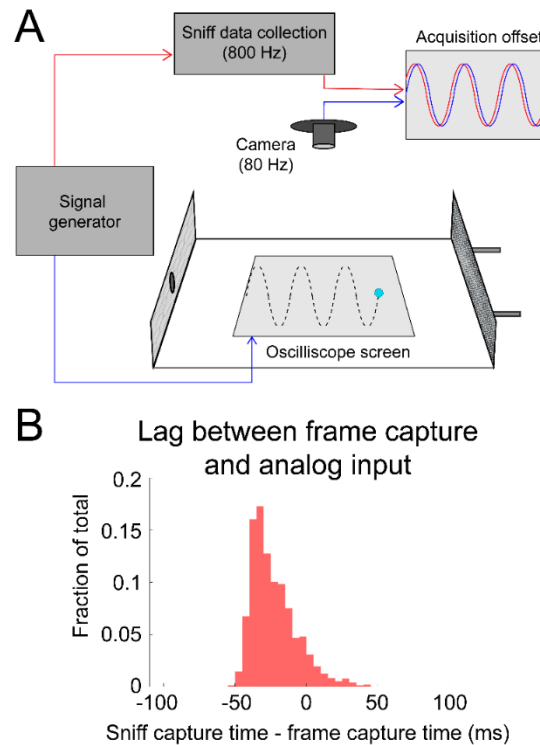 A
Sniff data collection
(800 Hz)
Acquisition offset
Camera
(80 Hz)
Signal
generator
Oscilliscope screen
B
Lag between frame capture
and analog input
Fraction of total
0.2
0.15
0.1
0.05
0
-100
-50
0
50
100
Sniff capture time - frame capture time (ms)